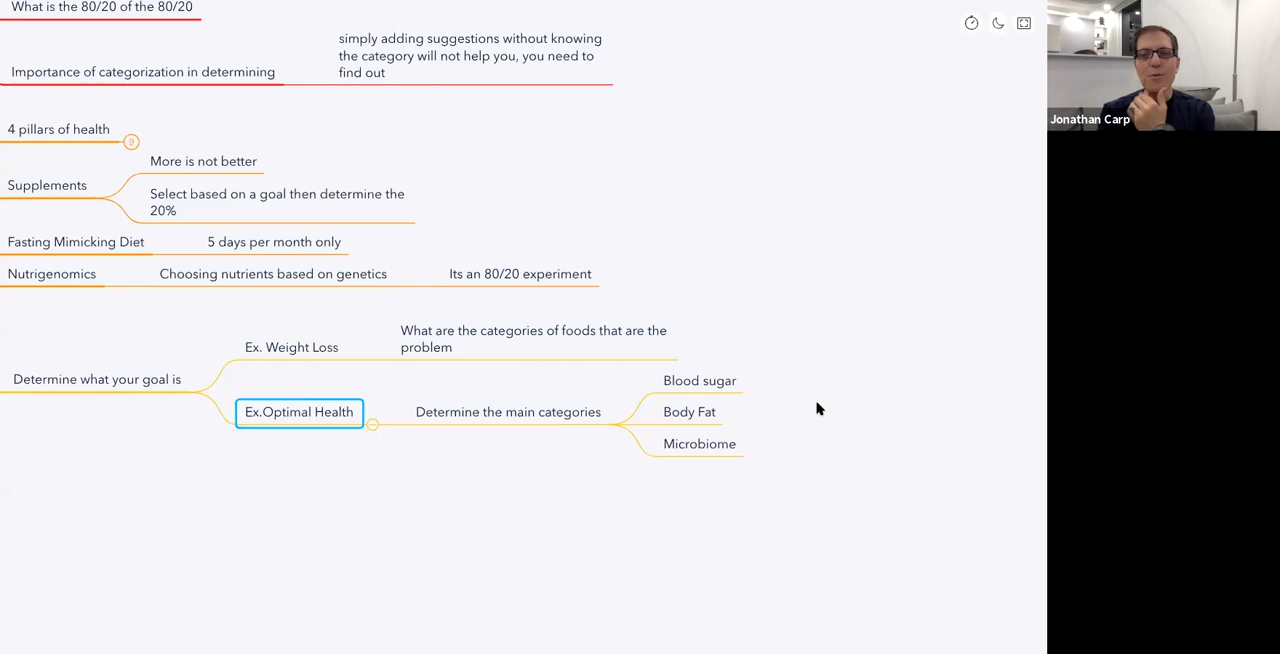 What is the 80/20 of the 80/20
Importance of categorization in determining
simply adding suggestions without knowing
the category will not help you, you need to
find out
4 pillars of health
9
Supplements
More is not better
Select based on a goal then determine the
20%
Fasting Mimicking Diet
5 days per month only
Nutrigenomics
Choosing nutrients based on genetics
Its an 80/20 experiment
Determine what your goal is
Ex. Weight Loss
What are the categories of foods that are the
problem
Ex.Optimal Health
Determine the main categories
Blood sugar
Body Fat
Microbiome
Jonathan Carp